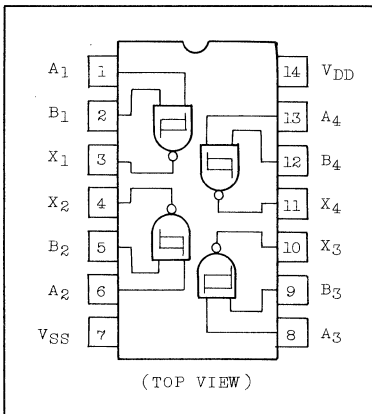 A1 1 14 VDD
B1 2 13 A4
X1 3 12 B4
X2 4 11 X4
B2 5 10 X3
A2 6 9 B3
VSS 7 8 A3
(TOP VIEW)